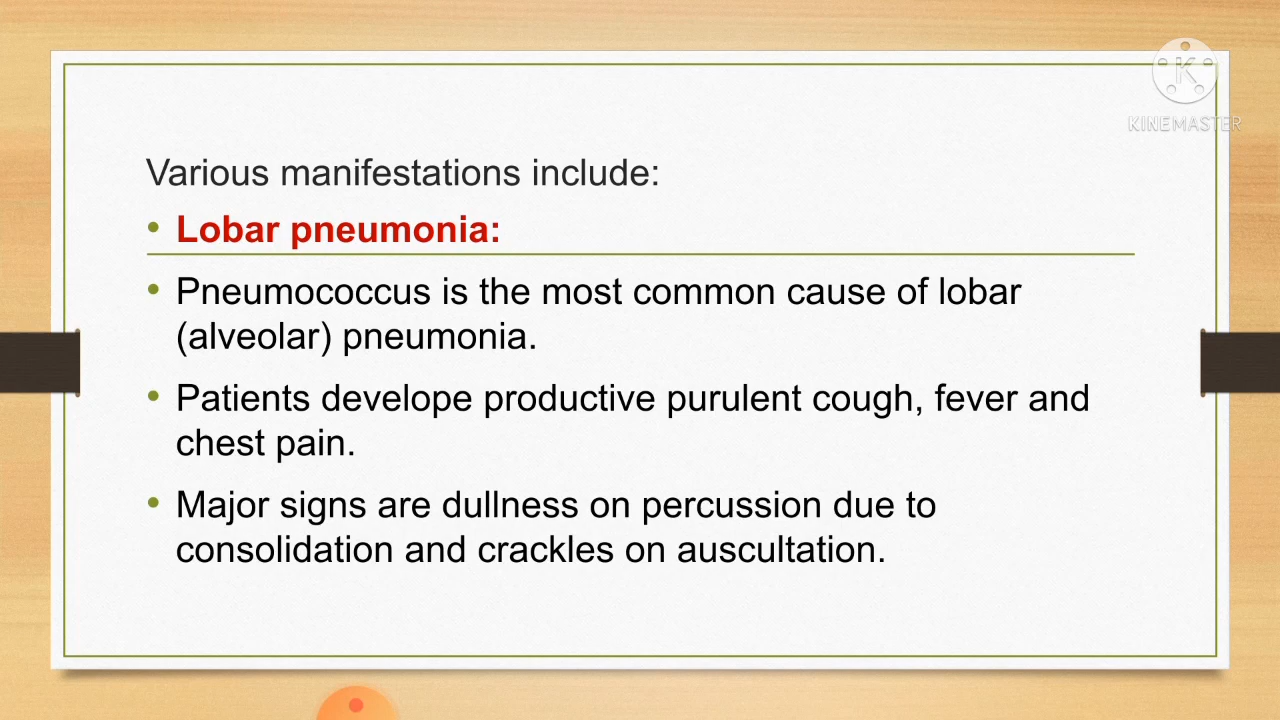 KINEMASTER
Various manifestations include:
• Lobar pneumonia:
• Pneumococcus is the most common cause of lobar
(alveolar) pneumonia.
• Patients develope productive purulent cough, fever and
chest pain.
• Major signs are dullness on percussion due to
consolidation and crackles on auscultation.